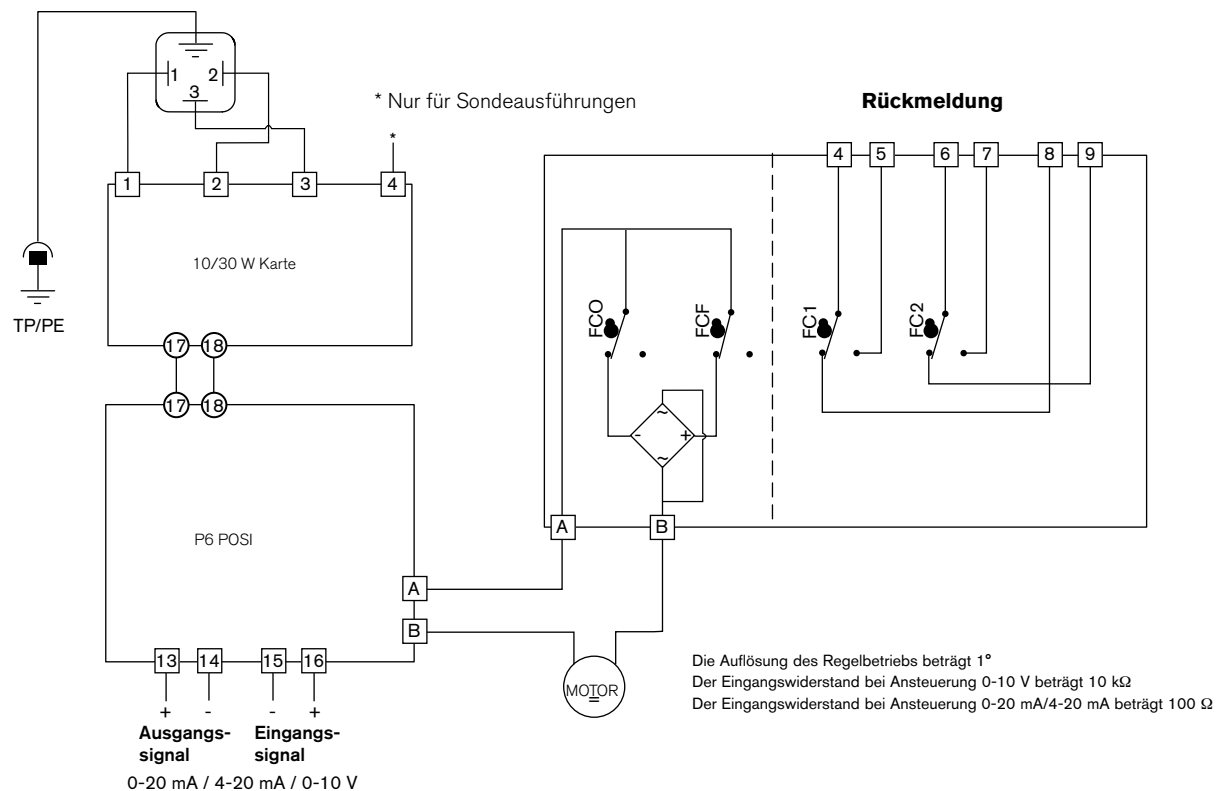 1
2
3
* Nur für Sondeausführungen
*
Rückmeldung
1
2
3
4
4
5
6
7
8
9
10/30 W Karte
TP/PE
17
18
17
18
FCO
FCF
FC1
FC2
~
-
+
~
A
B
P6 POSI
A
B
13
14
15
16
+
-
-
+
Ausgangs-
signal
Eingangs-
signal
0-20 mA / 4-20 mA / 0-10 V
MOTOR
Die Auflösung des Regelbetriebs beträgt 1°
Der Eingangswiderstand bei Ansteuerung 0-10 V beträgt 10 kΩ
Der Eingangswiderstand bei Ansteuerung 0-20 mA/4-20 mA beträgt 100 Ω